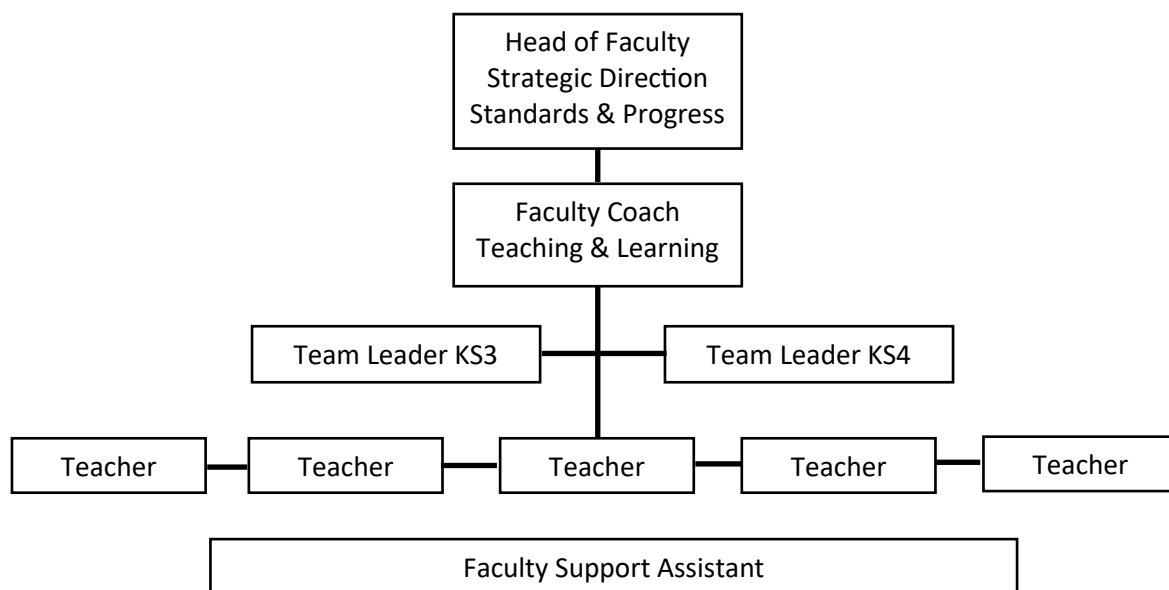 Head of Faculty
Strategic Direction
Standards & Progress
Faculty Coach
Teaching & Learning
Team Leader KS3
Team Leader KS4
Teacher
Teacher
Teacher
Teacher
Teacher
Faculty Support Assistant